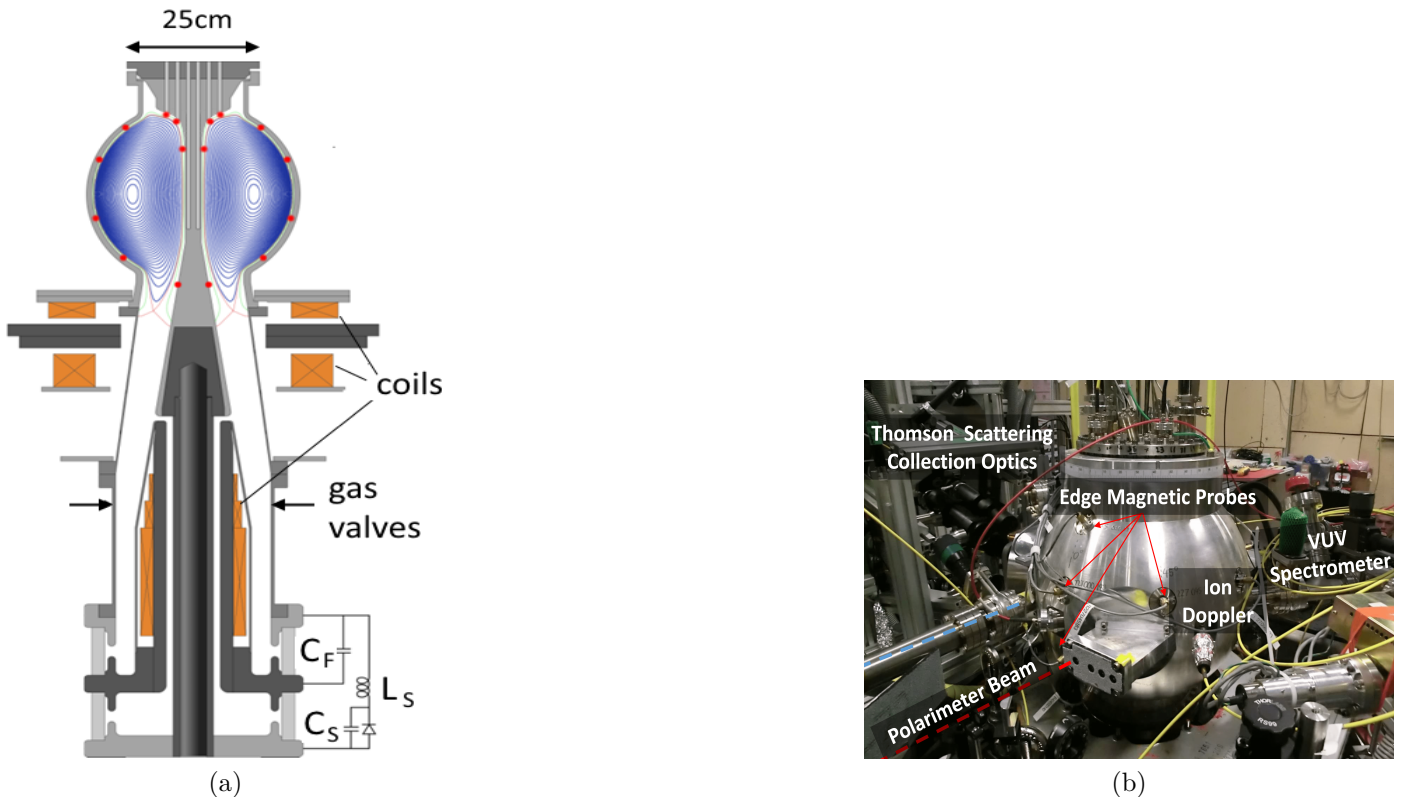 25cm
coils
gas
valves
C_F
L_S
C_S
(a)
Thomson Scattering
Collection Optics
Edge Magnetic Probes
VUV
Spectrometer
Ion
Doppler
Polarimeter Beam
(b)